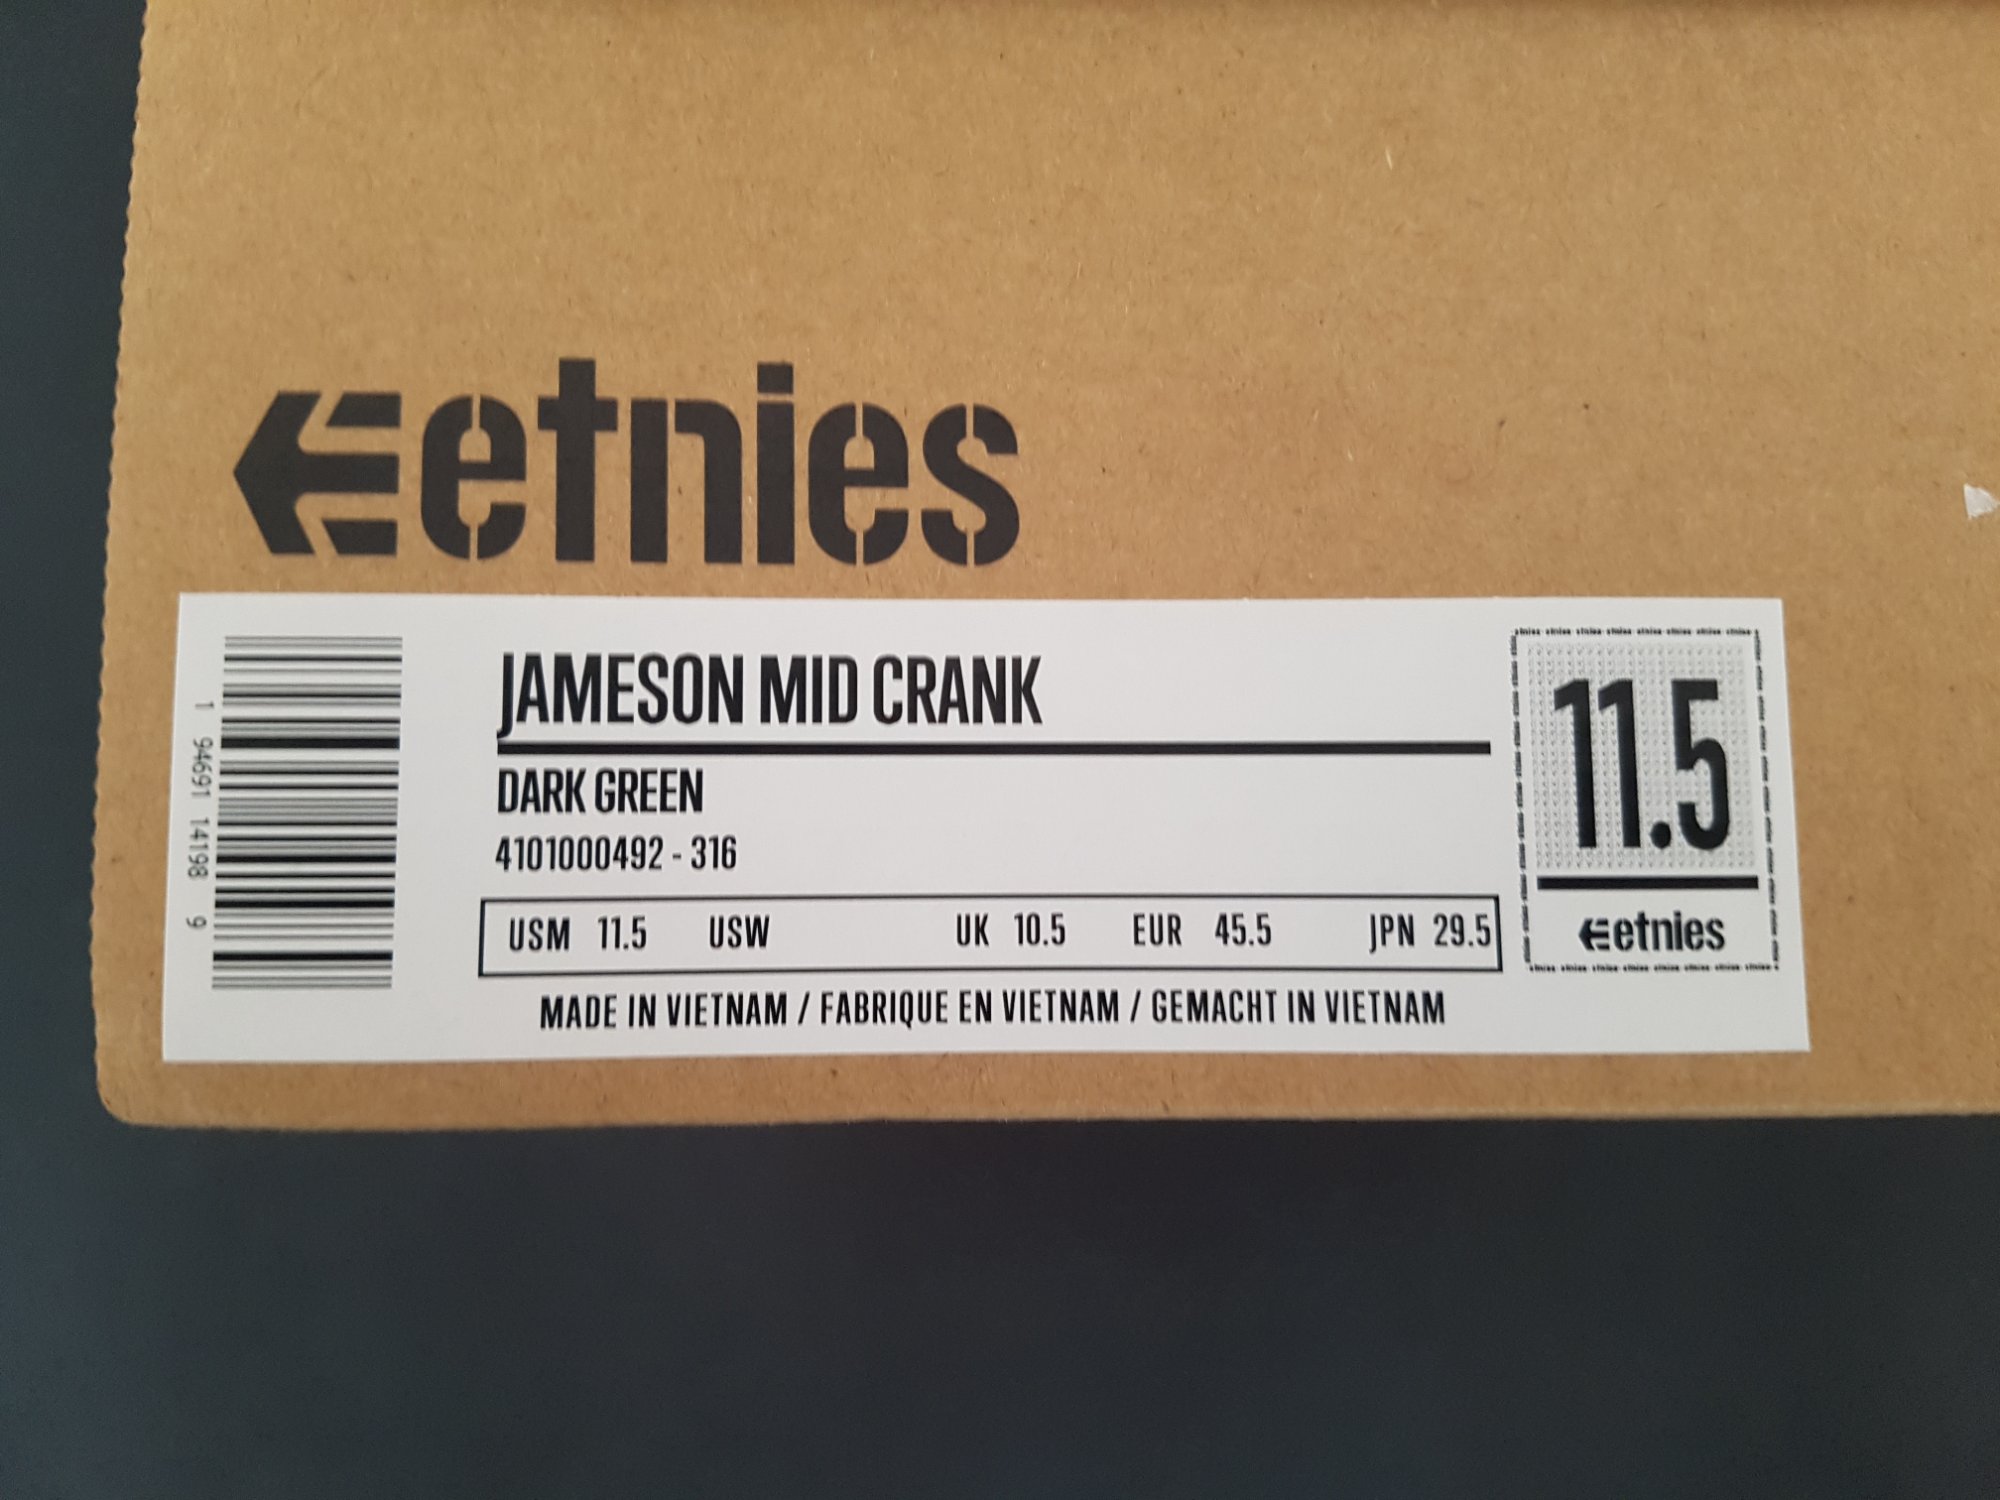 etnies
1 94691 14198 9
JAMESON MID CRANK
DARK GREEN
4101000492 - 316
USM 11.5 USW UK 10.5 EUR 45.5 JPN 29.5
MADE IN VIETNAM / FABRIQUE EN VIETNAM / GEMACHT IN VIETNAM
11.5
etnies